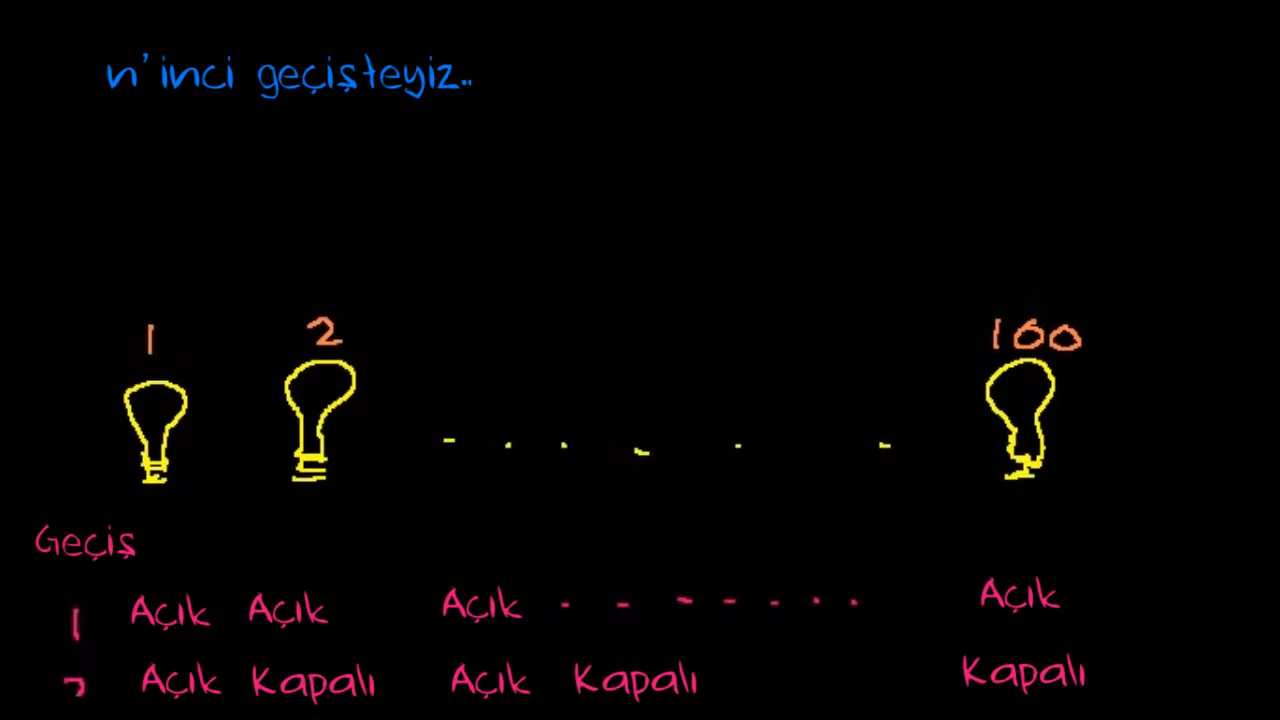 n'inci geçişteyiz..
1 2 100
Geçiş
1 Açık Açık Açık Açık
2 Açık Kapalı Açık Kapalı Kapalı